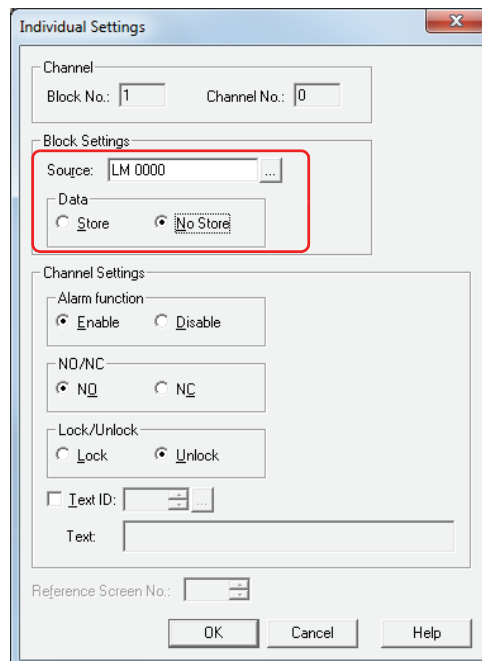 Individual Settings
Channel
Block No.: 1 Channel No.: 0
Block Settings
Source: LM 0000 ...
Data
Store No Store
Channel Settings
Alarm function
Enable Disable
NO/NC
NO NC
Lock/Unlock
Lock Unlock
Text ID: ...
Text:
Reference Screen No.:
OK Cancel Help